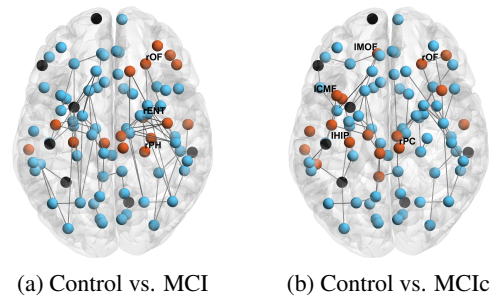 rOF
rENT
rPH
lMOF
rOF
lCMF
lHIP
rPC
(a) Control vs. MCI
(b) Control vs. MCIc